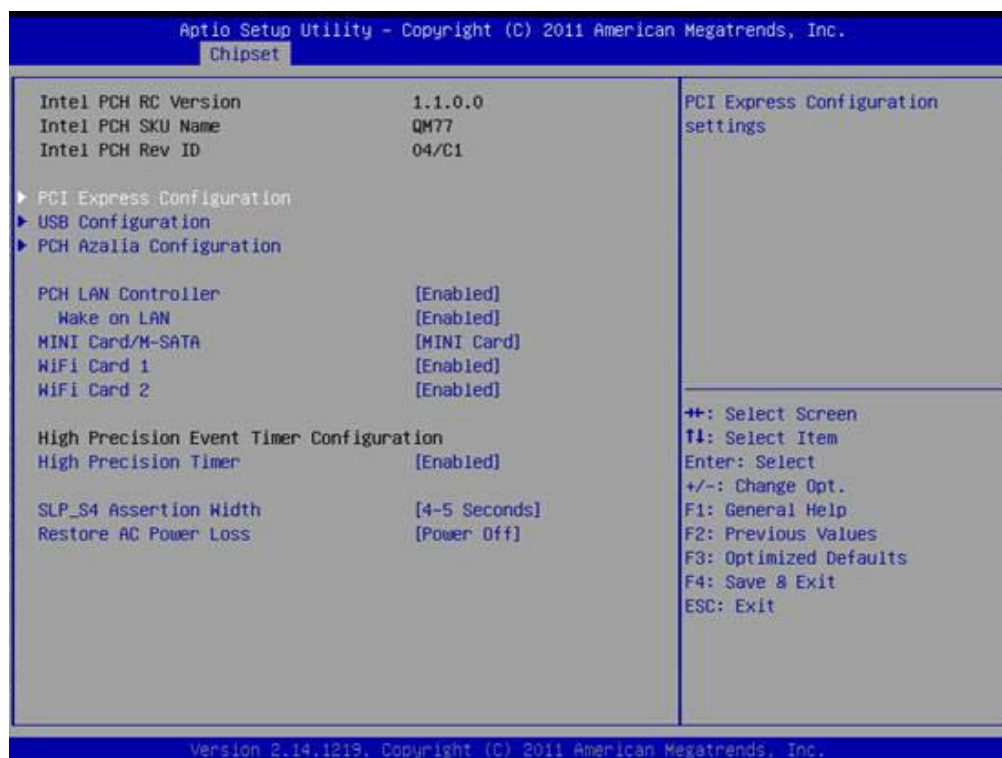 Aptio Setup Utility – Copyright (C) 2011 American Megatrends, Inc.
Chipset
Intel PCH RC Version 1.1.0.0
Intel PCH SKU Name QM77
Intel PCH Rev ID 04/C1
▶ PCI Express Configuration
▶ USB Configuration
▶ PCH Azalia Configuration
PCH LAN Controller [Enabled]
Wake on LAN [Enabled]
MINI Card/M-SATA [MINI Card]
WiFi Card 1 [Enabled]
WiFi Card 2 [Enabled]
High Precision Event Timer Configuration
High Precision Timer [Enabled]
SLP_S4 Assertion Width [4-5 Seconds]
Restore AC Power Loss [Power Off]
PCI Express Configuration
settings
→←: Select Screen
↑↓: Select Item
Enter: Select
+/-: Change Opt.
F1: General Help
F2: Previous Values
F3: Optimized Defaults
F4: Save & Exit
ESC: Exit
Version 2.14.1219. Copyright (C) 2011 American Megatrends, Inc.